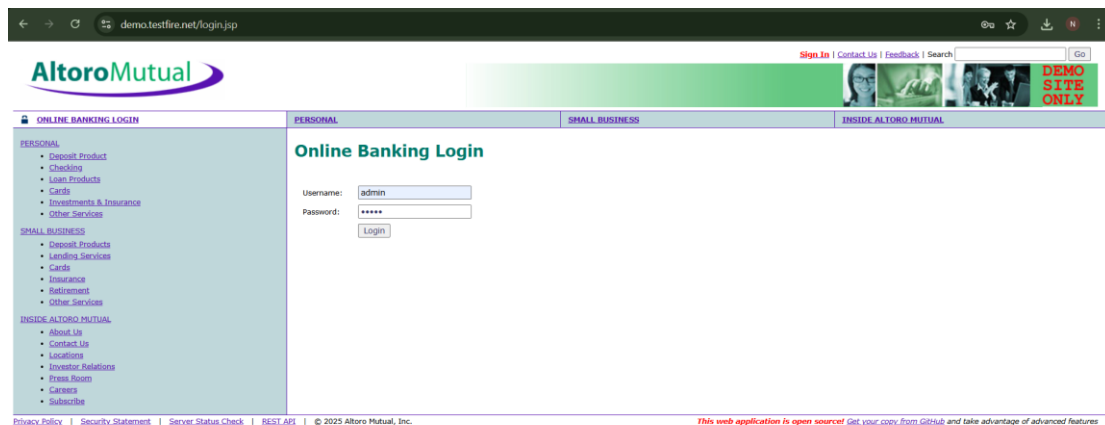 demo.testfire.net/login.jsp
N
Sign In | Contact Us | Feedback | Search
Go
AltoroMutual
DEMO
SITE
ONLY
ONLINE BANKING LOGIN
PERSONAL
SMALL BUSINESS
INSIDE ALTORO MUTUAL
PERSONAL
• Deposit Product
• Checking
• Loan Products
• Cards
• Investments & Insurance
• Other Services
SMALL BUSINESS
• Deposit Products
• Lending Services
• Cards
• Insurance
• Retirement
• Other Services
INSIDE ALTORO MUTUAL
• About Us
• Contact Us
• Locations
• Investor Relations
• Press Room
• Careers
• Subscribe
Online Banking Login
Username: admin
Password: •••••
Login
Privacy Policy | Security Statement | Server Status Check | REST API | © 2025 Altoro Mutual, Inc.
This web application is open source! Get your copy from GitHub and take advantage of advanced features